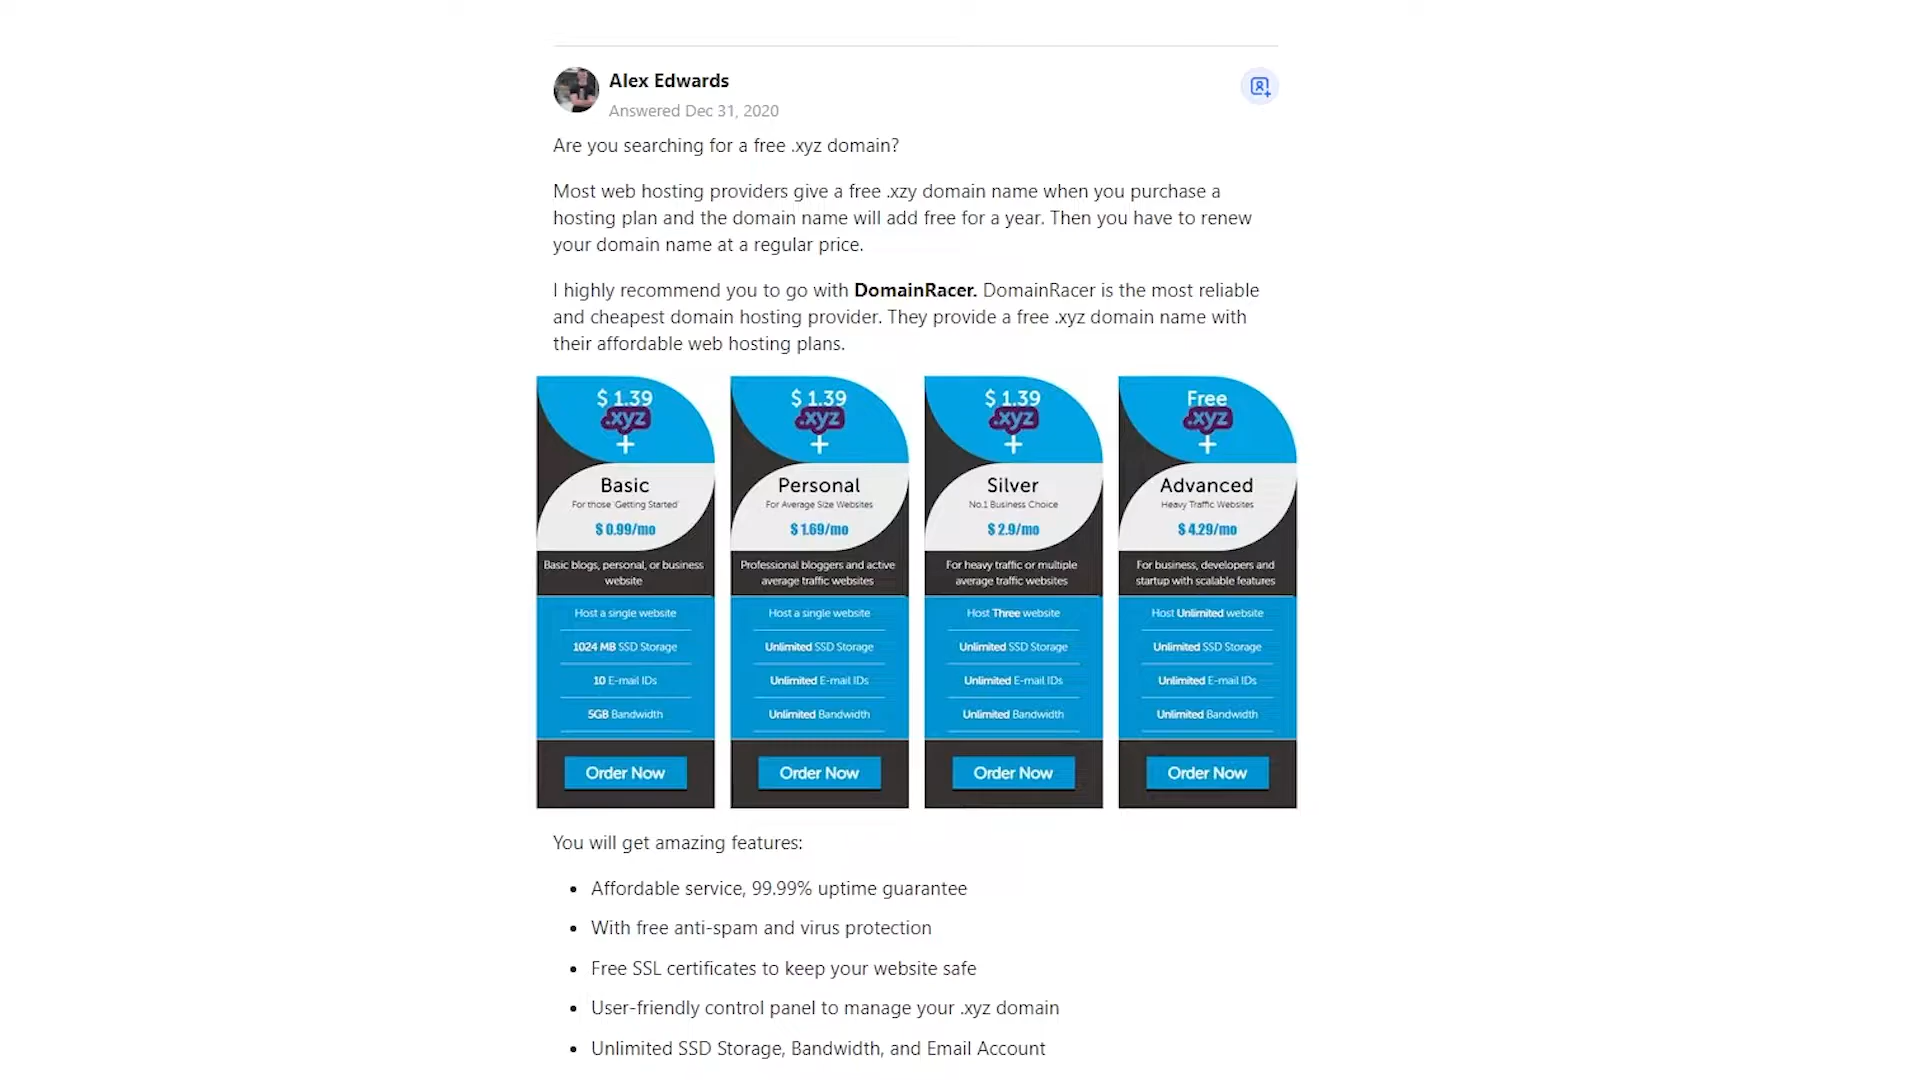 Alex Edwards
Answered Dec 31, 2020
Are you searching for a free .xyz domain?
Most web hosting providers give a free .xzy domain name when you purchase a
hosting plan and the domain name will add free for a year. Then you have to renew
your domain name at a regular price.
I highly recommend you to go with DomainRacer. DomainRacer is the most reliable
and cheapest domain hosting provider. They provide a free .xyz domain name with
their affordable web hosting plans.
$ 1.39
.xyz
+
Basic
For those 'Getting Started'
$ 0.99/mo
Basic blogs, personal, or business
website
Host a single website
1024 MB SSD Storage
10 E-mail IDs
5GB Bandwidth
Order Now
$ 1.39
.xyz
+
Personal
For Average Size Websites
$ 1.69/mo
Professional bloggers and active
average traffic websites
Host a single website
Unlimited SSD Storage
Unlimited E-mail IDs
Unlimited Bandwidth
Order Now
$ 1.39
.xyz
+
Silver
No.1 Business Choice
$ 2.9/mo
For heavy traffic or multiple
average traffic websites
Host Three website
Unlimited SSD Storage
Unlimited E-mail IDs
Unlimited Bandwidth
Order Now
Free
.xyz
+
Advanced
Heavy Traffic Websites
$ 4.29/mo
For business, developers and
startup with scalable features
Host Unlimited website
Unlimited SSD Storage
Unlimited E-mail IDs
Unlimited Bandwidth
Order Now
You will get amazing features:
• Affordable service, 99.99% uptime guarantee
• With free anti-spam and virus protection
• Free SSL certificates to keep your website safe
• User-friendly control panel to manage your .xyz domain
• Unlimited SSD Storage, Bandwidth, and Email Account